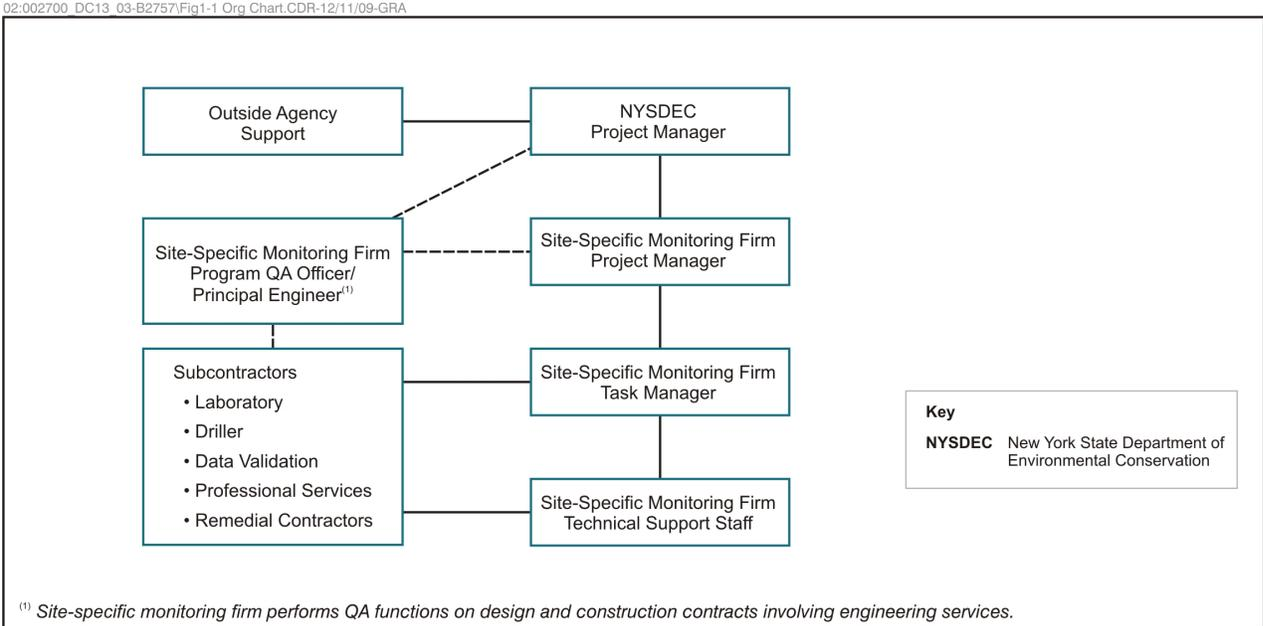 02:002700_DC13_03-B2757\Fig1-1 Org Chart.CDR-12/11/09-GRA
Outside Agency
Support
NYSDEC
Project Manager
Site-Specific Monitoring Firm
Program QA Officer/
Principal Engineer(1)
Site-Specific Monitoring Firm
Project Manager
Subcontractors
• Laboratory
• Driller
• Data Validation
• Professional Services
• Remedial Contractors
Site-Specific Monitoring Firm
Task Manager
Site-Specific Monitoring Firm
Technical Support Staff
Key
NYSDEC New York State Department of
Environmental Conservation
(1) Site-specific monitoring firm performs QA functions on design and construction contracts involving engineering services.